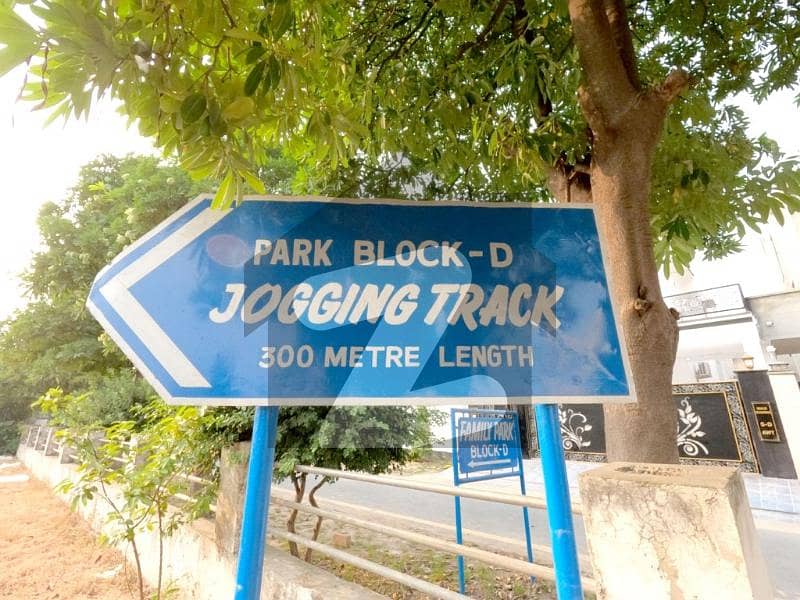 PARK BLOCK-D
JOGGING TRACK
300 METRE LENGTH
FAMILY PARK
BLOCK-D